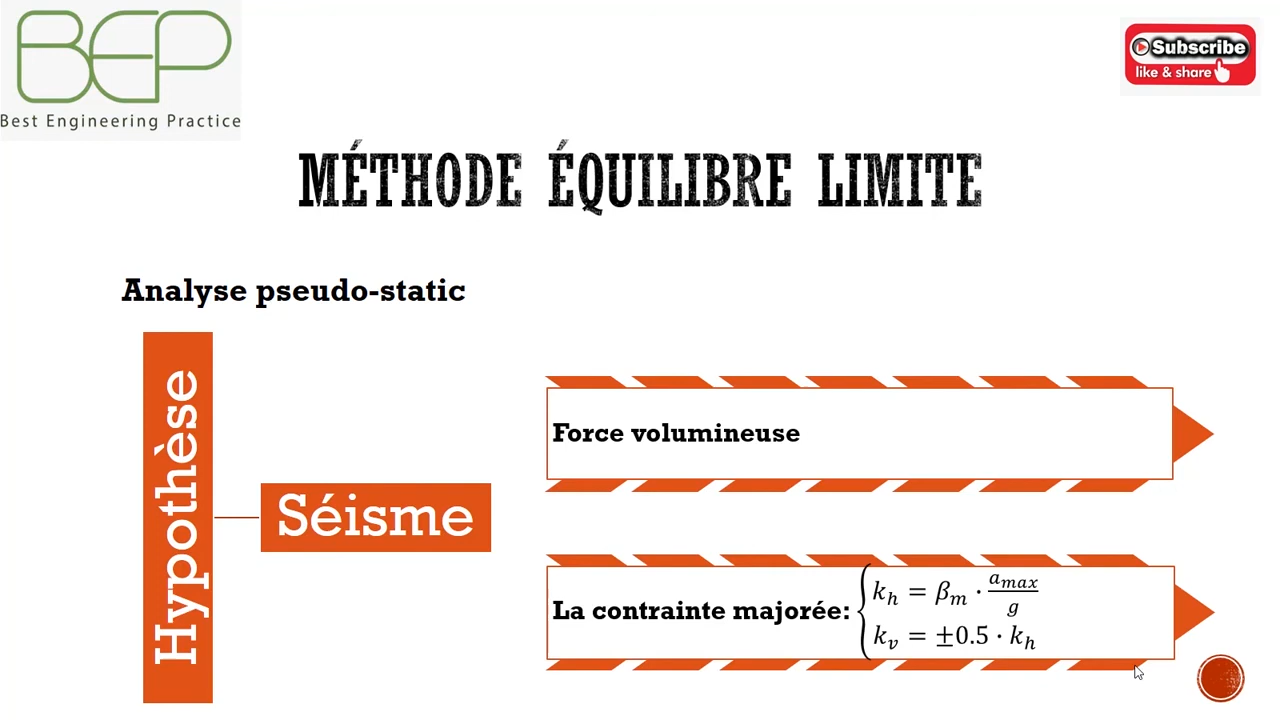 BEP
Best Engineering Practice
Subscribe
like & share
MÉTHODE ÉQUILIBRE LIMITE
Analyse pseudo-static
Hypothèse
Séisme
Force volumineuse
La contrainte majorée: { k_h = β_m · a_max / g
k_v = ±0.5 · k_h